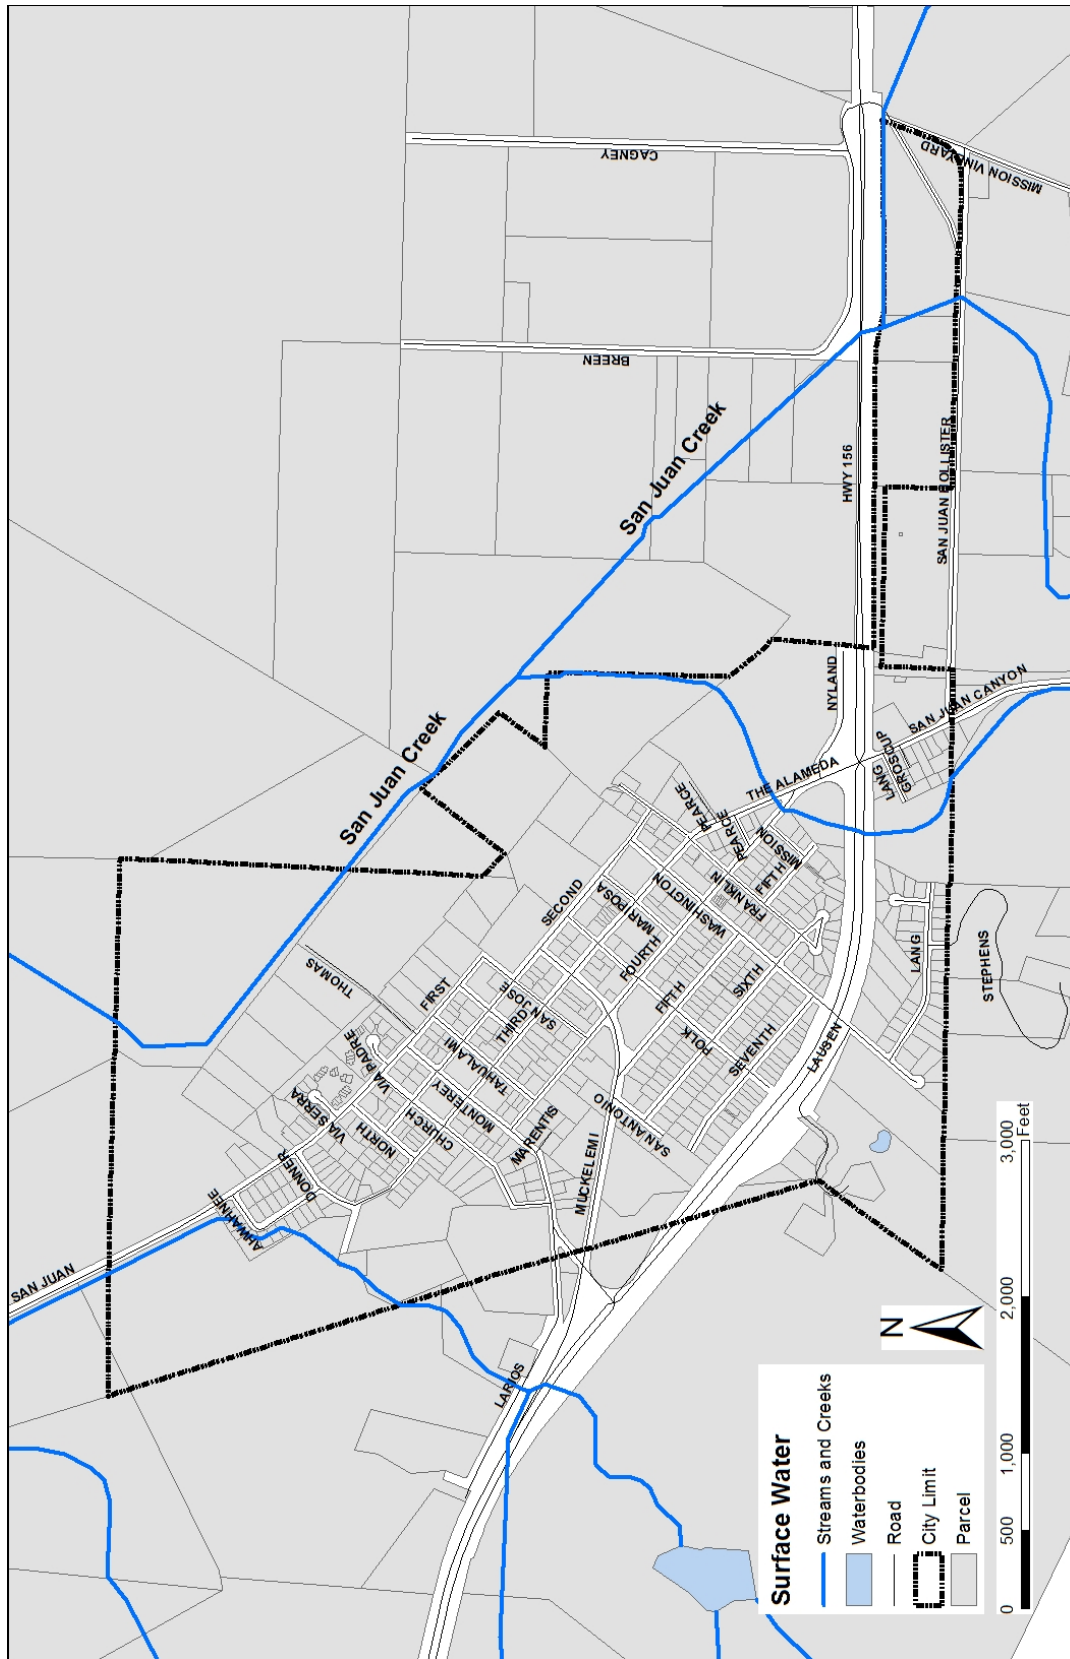 SAN JUAN
AHWAHNEE
DONNER
VIA SERRA
VIA PADRE
THOMAS
NORTH
CHURCH
MONTEREY
TAHUALAMI
FIRST
THIRD
SAN JOSE
SECOND
MARENTIS
MUCKELEMI
LARIOS
SAN ANTONIO
MARIPOSA
FOURTH
WASHINGTON
FRANKLIN
FIFTH
FIFTH
SIXTH
POLK
SEVENTH
MISSION
PEARCE
PEARCE
THE ALAMEDA
NYLAND
LAUSEN
LANG
LANG
GROSCUP
SAN JUAN CANYON
STEPHENS
San Juan Creek
San Juan Creek
BREEN
CAGNEY
HWY 156
SAN JUAN HOLLISTER
MISSION VINEYARD
N
Surface Water
Streams and Creeks
Waterbodies
Road
City Limit
Parcel
0 500 1,000 2,000 3,000
Feet